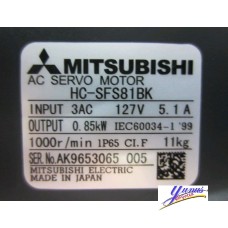 MITSUBISHI
AC SERVO MOTOR
HC-SFS81BK
INPUT 3AC 127V 5.1A
OUTPUT 0.85kW IEC60034-1 '99
1000r/min IP65 CI.F 11kg
SER.No.AK9653065 005
MITSUBISHI ELECTRIC
MADE IN JAPAN